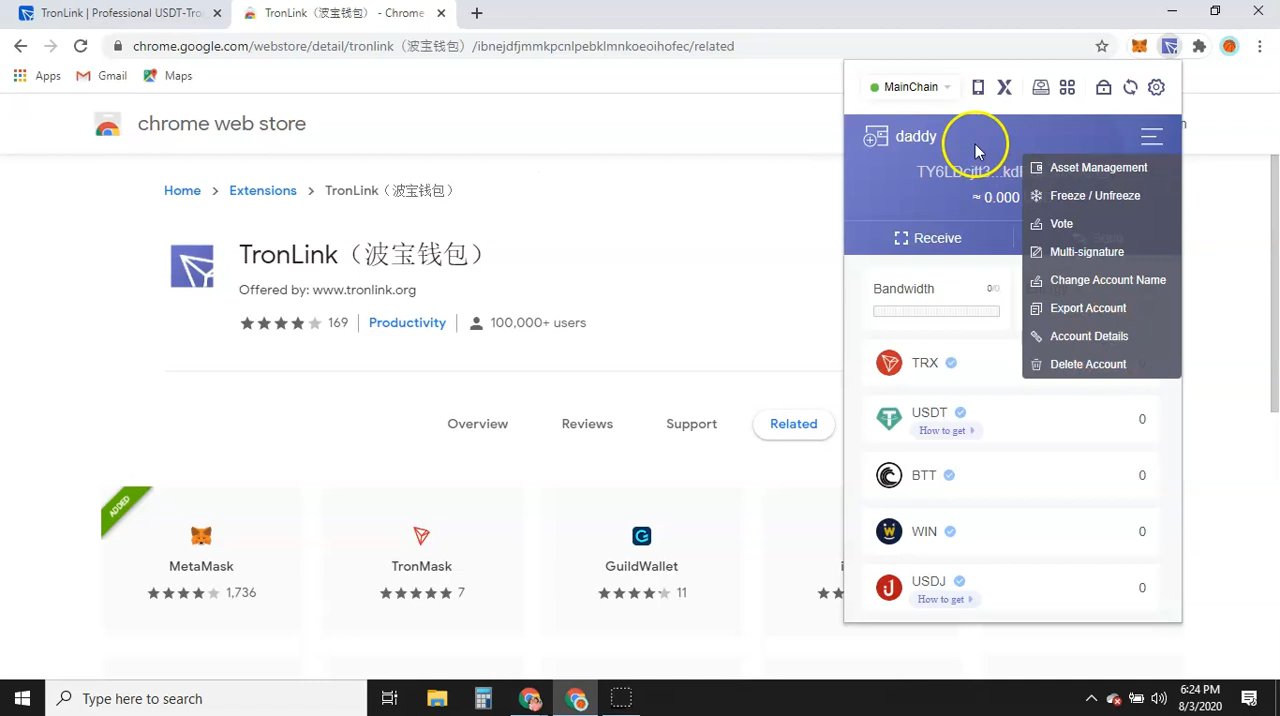 TronLink | Professional USDT-Tro
TronLink（波宝钱包） - Chrome
chrome.google.com/webstore/detail/tronlink（波宝钱包）/ibnejdfjmmkpcnlpebklmnkoeoihofec/related
Apps
Gmail
Maps
chrome web store
Home
Extensions
TronLink（波宝钱包）
TronLink（波宝钱包）
Offered by: www.tronlink.org
169
Productivity
100,000+ users
Overview
Reviews
Support
Related
ADDED
MetaMask
1,736
TronMask
7
GuildWallet
11
MainChain
daddy
≈ 0.000
Receive
Bandwidth
0/0
TRX
USDT
How to get
0
BTT
0
WIN
0
USDJ
How to get
0
Asset Management
Freeze / Unfreeze
Vote
Multi-signature
Change Account Name
Export Account
Account Details
Delete Account
Type here to search
6:24 PM
8/3/2020